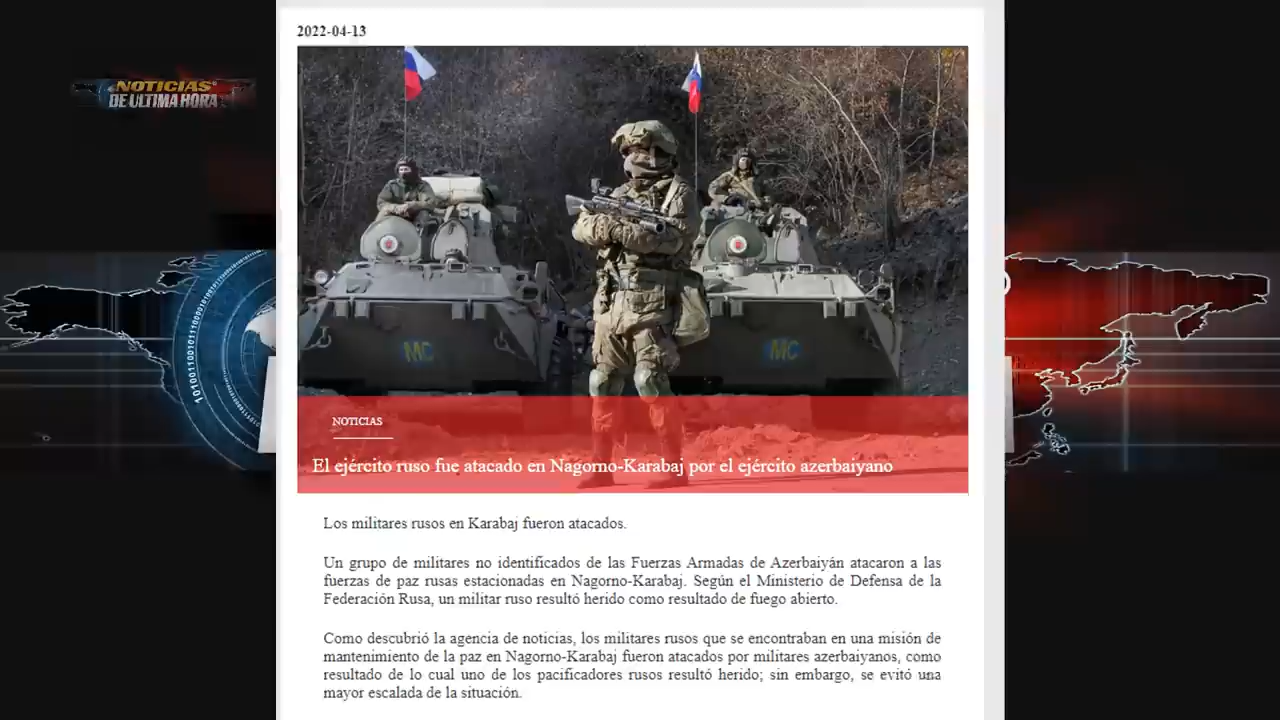 2022-04-13
NOTICIAS
DE ULTIMA HORA
MC
MC
NOTICIAS
El ejército ruso fue atacado en Nagorno-Karabaj por el ejército azerbaiyano
Los militares rusos en Karabaj fueron atacados.
Un grupo de militares no identificados de las Fuerzas Armadas de Azerbaiyán atacaron a las
fuerzas de paz rusas estacionadas en Nagorno-Karabaj. Según el Ministerio de Defensa de la
Federación Rusa, un militar ruso resultó herido como resultado de fuego abierto.
Como descubrió la agencia de noticias, los militares rusos que se encontraban en una misión de
mantenimiento de la paz en Nagorno-Karabaj fueron atacados por militares azerbaiyanos, como
resultado de lo cual uno de los pacificadores rusos resultó herido; sin embargo, se evitó una
mayor escalada de la situación.